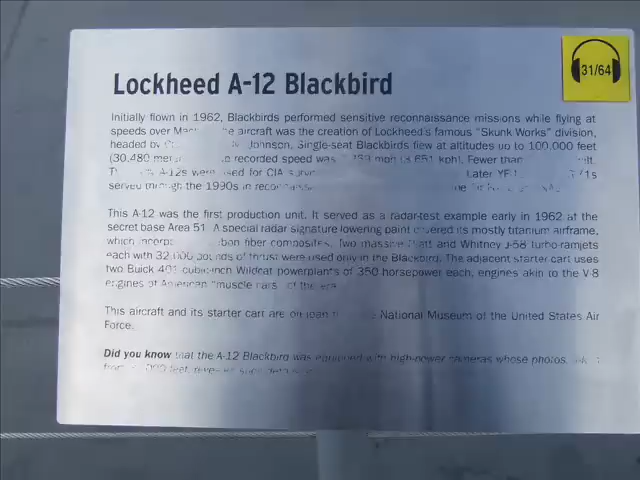 31/64
Lockheed A-12 Blackbird
Initially flown in 1962, Blackbirds performed sensitive reconnaissance missions while flying at
speeds over aircraft was the creation of Lockheed's famous "Skunk Works" division,
headed by Johnson. Single-seat Blackbirds flew at altitudes up to 100,000 feet
(30,480 recorded speed was Fewer than
A-12s were used for CIA Later
served through the 1990s in
This A-12 was the first production unit. It served as a radar-test example early in 1962 at the
secret base Area 51. A special radar signature lowering paint covered its mostly titanium airframe,
which fiber composites. Two massive Pratt and Whitney J-58 turbo-ramjets
each with 32,000 pounds of thrust were used only in the Blackbird. The adjacent starter cart uses
two Buick 401 cubic-inch Wildcat powerplants of 350 horsepower each, engines akin to the V-8
engines of American "muscle cars" of the era.
This aircraft and its starter cart are on loan National Museum of the United States Air
Force.
Did you know that the A-12 Blackbird was equipped with high-power cameras whose photos,
from feet,